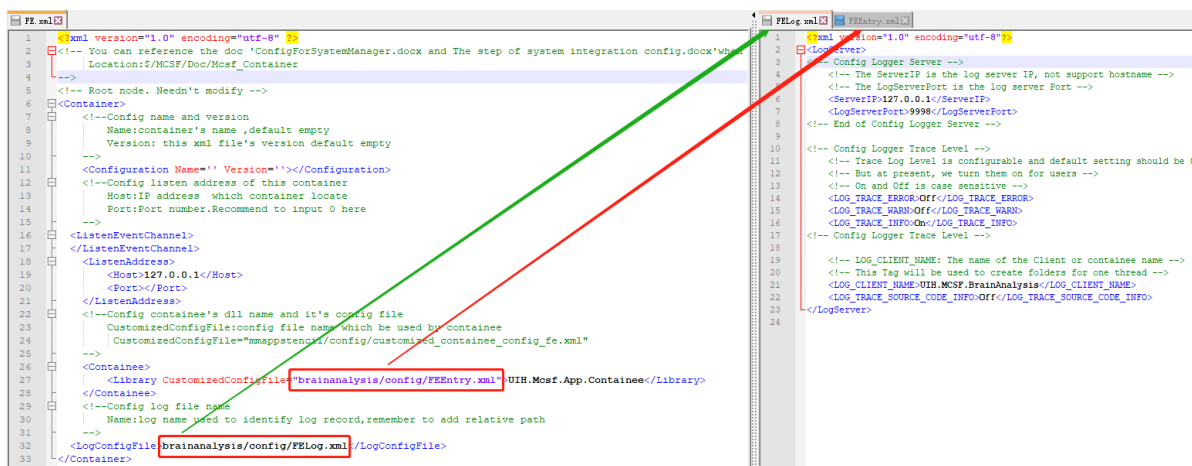 FE.xml
1 <?xml version="1.0" encoding="utf-8" ?>
2 <!-- You can reference the doc 'ConfigForSystemManager.docx and The step of system integration config.docx'when
3 Location:$/MCSF/Doc/Mcsf_Container
4 -->
5 <!-- Root node. Needn't modify -->
6 <Container>
7 <!--Config name and version
8 Name:container's name ,default empty
9 Version: this xml file's version default empty
10 -->
11 <Configuration Name='' Version=''></Configuration>
12 <!--Config listen address of this container
13 Host:IP address which container locate
14 Port:Port number.Recommend to input 0 here
15 -->
16 <ListenEventChannel>
17 </ListenEventChannel>
18 <ListenAddress>
19 <Host>127.0.0.1</Host>
20 <Port></Port>
21 </ListenAddress>
22 <!--Config containee's dll name and it's config file
23 CustomizedConfigFile:config file name which be used by containee
24 CustomizedConfigFile="mmappstencil/config/customized_containee_config_fe.xml"
25 -->
26 <Containee>
27 <Library CustomizedConfigFile="brainanalysis/config/FEEntry.xml">UIH.Mcsf.App.Containee</Library>
28 </Containee>
29 <!--Config log file name
30 Name:log name used to identify log record,remember to add relative path
31 -->
32 <LogConfigFile>brainanalysis/config/FELog.xml</LogConfigFile>
33 </Container>
FELog.xml FEEntry.xml
1 <?xml version="1.0" encoding="utf-8"?>
2 <LogServer>
3 <!-- Config Logger Server -->
4 <!-- The ServerIP is the log server IP, not support hostname -->
5 <!-- The LogServerPort is the log server Port -->
6 <ServerIP>127.0.0.1</ServerIP>
7 <LogServerPort>9998</LogServerPort>
8 <!-- End of Config Logger Server -->
9
10 <!-- Config Logger Trace Level -->
11 <!-- Trace Log Level is configurable and default setting should be
12 <!-- But at present, we turn them on for users -->
13 <!-- On and Off is case sensitive -->
14 <LOG_TRACE_ERROR>Off</LOG_TRACE_ERROR>
15 <LOG_TRACE_WARN>Off</LOG_TRACE_WARN>
16 <LOG_TRACE_INFO>On</LOG_TRACE_INFO>
17 <!-- Config Logger Trace Level -->
18
19 <!-- LOG_CLIENT_NAME: The name of the Client or containee name -->
20 <!-- This Tag will be used to create folders for one thread -->
21 <LOG_CLIENT_NAME>UIH.MCSF.BrainAnalysis</LOG_CLIENT_NAME>
22 <LOG_TRACE_SOURCE_CODE_INFO>Off</LOG_TRACE_SOURCE_CODE_INFO>
23 </LogServer>
24